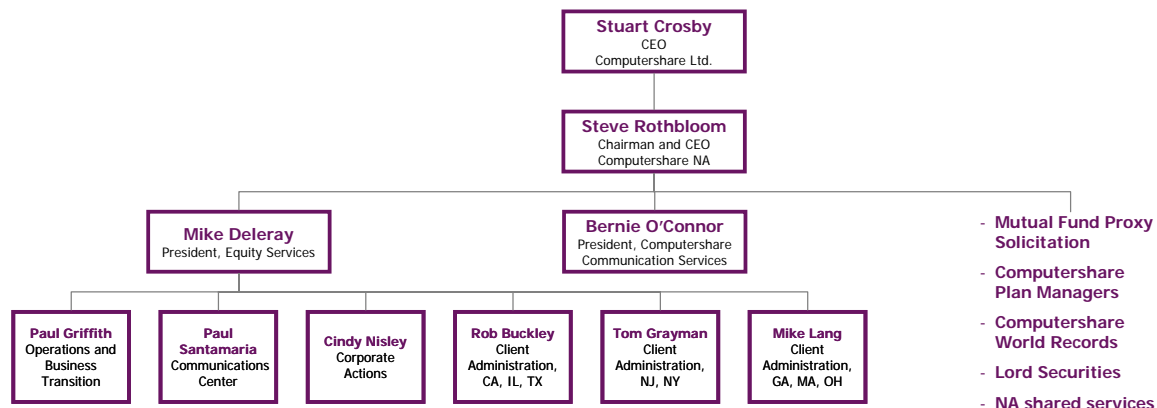 Stuart Crosby
CEO
Computershare Ltd.
Steve Rothbloom
Chairman and CEO
Computershare NA
Mike Deleray
President, Equity Services
Bernie O'Connor
President, Computershare
Communication Services
- Mutual Fund Proxy
Solicitation
- Computershare
Plan Managers
- Computershare
World Records
- Lord Securities
- NA shared services
Paul Griffith
Operations and
Business
Transition
Paul
Santamaria
Communications
Center
Cindy Nisley
Corporate
Actions
Rob Buckley
Client
Administration,
CA, IL, TX
Tom Grayman
Client
Administration,
NJ, NY
Mike Lang
Client
Administration,
GA, MA, OH